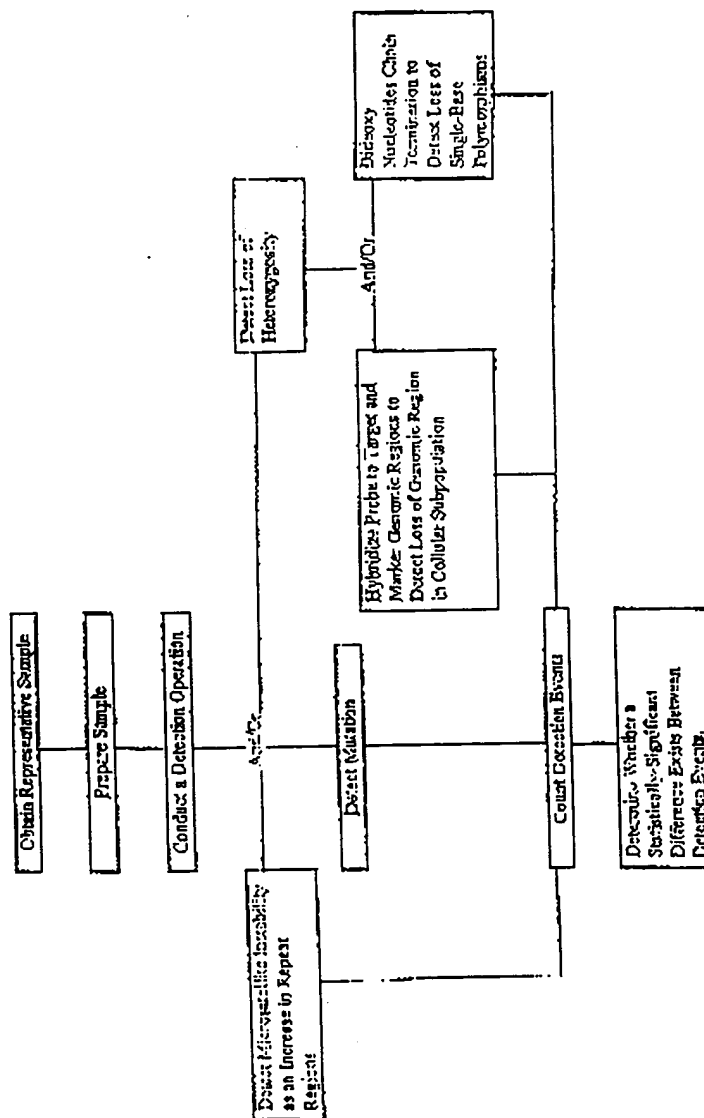 Obtain Representative Sample
Prepare Sample
Conduct a Detection Operation
And/Or
Detect Microsatellite Instability
as an Increase in Repeat
Regions
Detect Mutation
Detect Loss of
Heterozygosity
And/Or
Hybridize Probe to Target and
Marker Genomic Regions to
Detect Loss of Genomic Region
in Cellular Subpopulation
Dideoxy
Nucleotides Chain
Termination to
Detect Loss of
Single-Base
Polymorphisms
Count Detection Events
Determine Whether a
Statistically-Significant
Difference Exists Between
Detection Events.